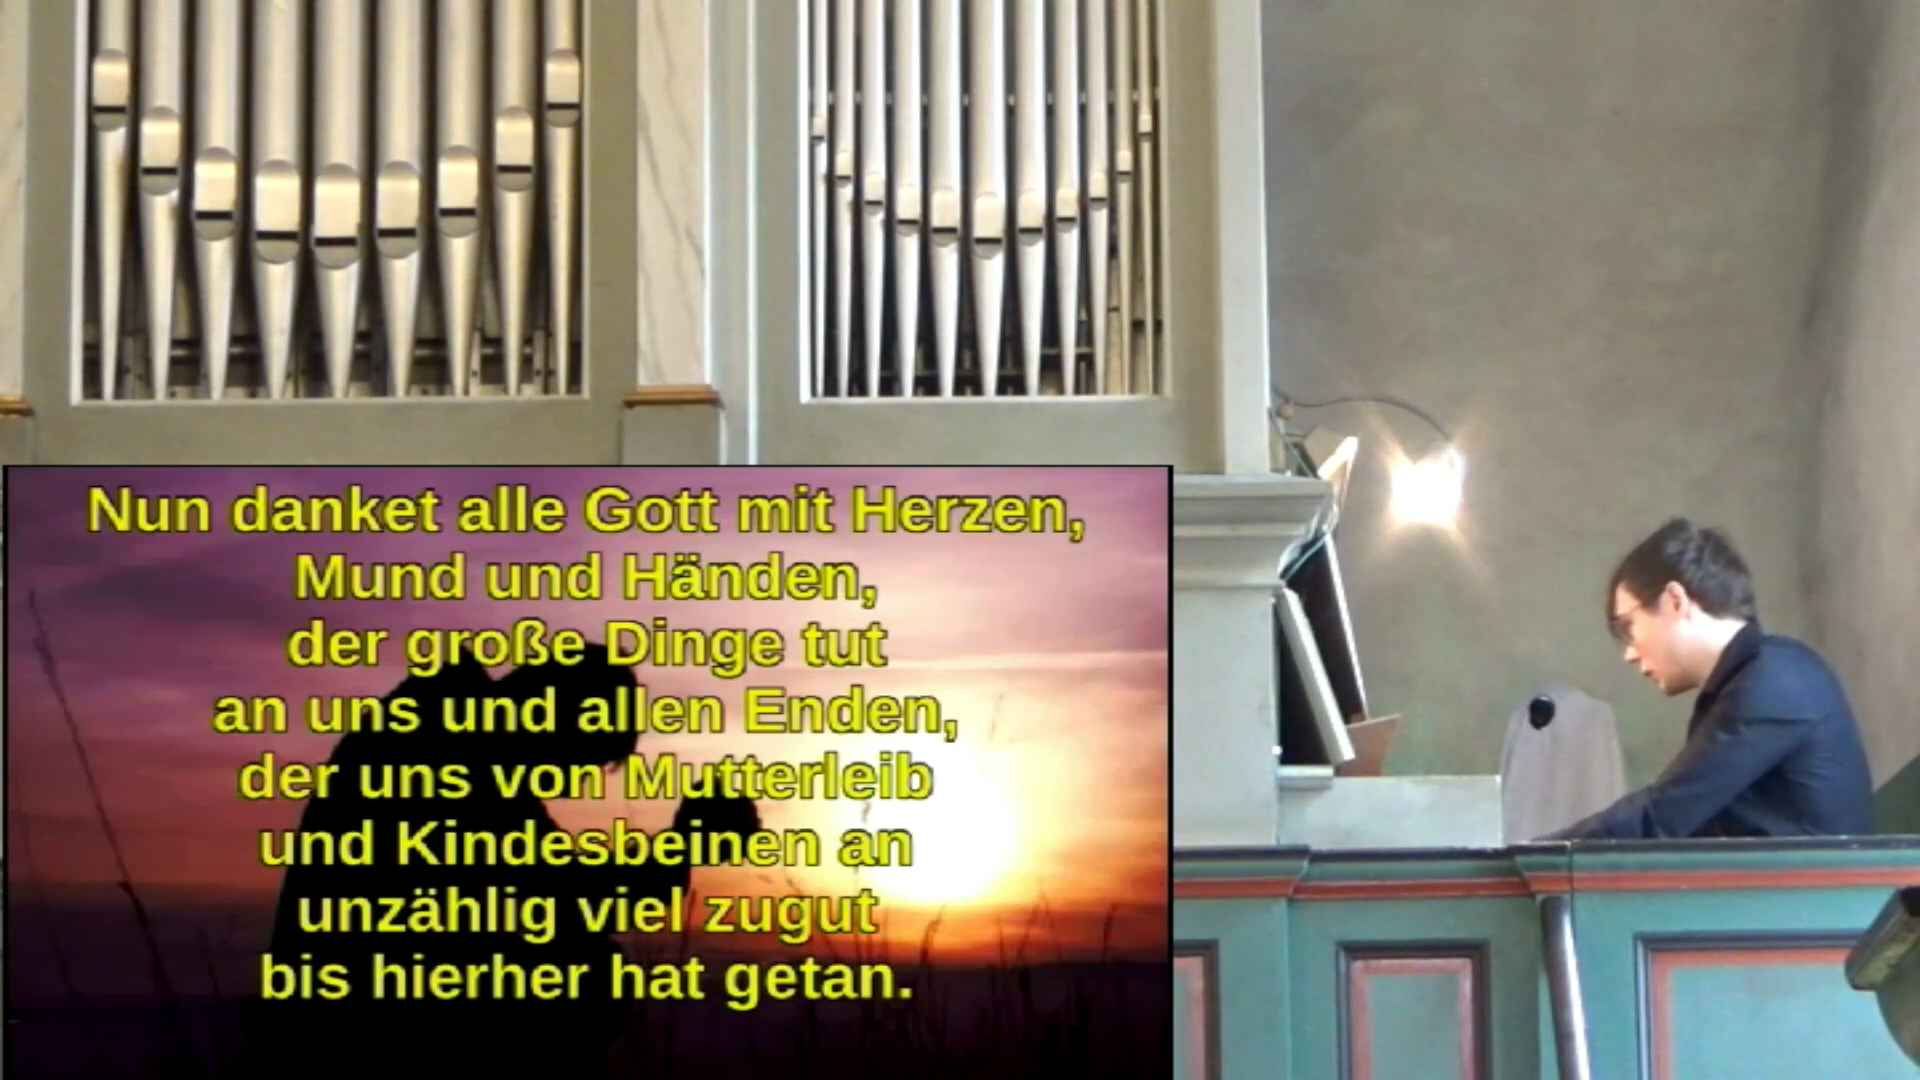 Nun danket alle Gott mit Herzen,
Mund und Händen,
der große Dinge tut
an uns und allen Enden,
der uns von Mutterleib
und Kindesbeinen an
unzählig viel zugut
bis hierher hat getan.